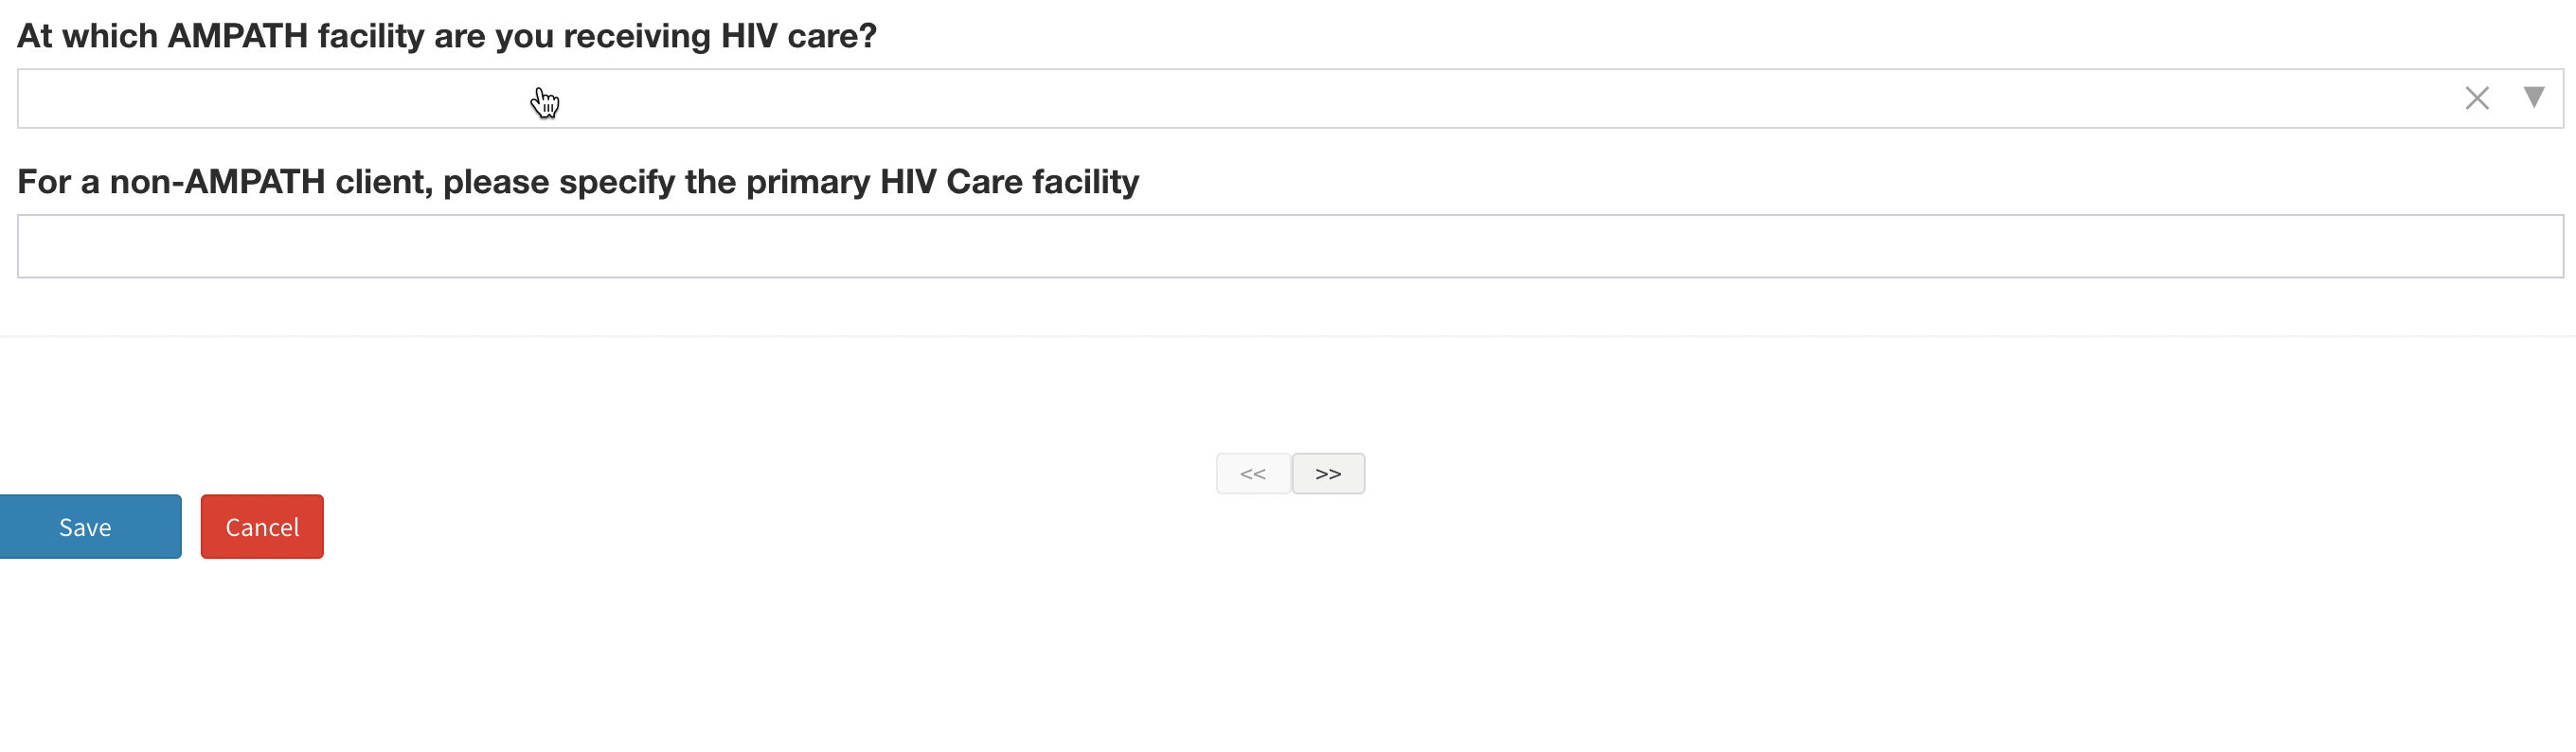 At which AMPATH facility are you receiving HIV care?
For a non-AMPATH client, please specify the primary HIV Care facility
<< >>
Save Cancel